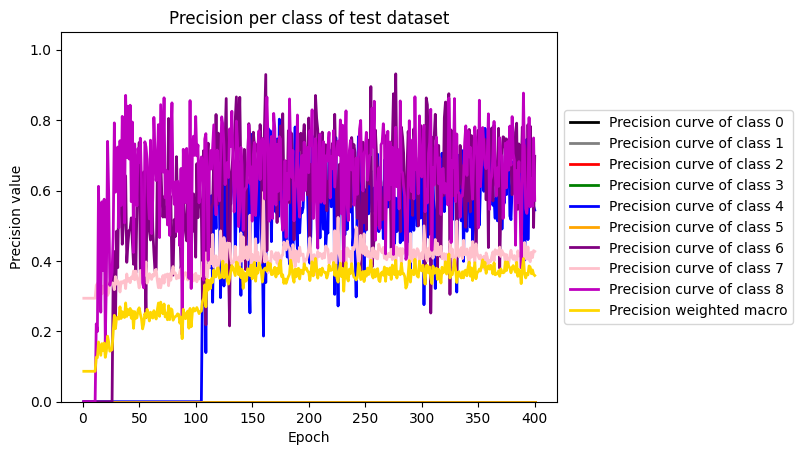 Precision per class of test dataset
1.0
0.8
0.6
0.4
0.2
0.0
Precision value
0 50 100 150 200 250 300 350 400
Epoch
Precision curve of class 0
Precision curve of class 1
Precision curve of class 2
Precision curve of class 3
Precision curve of class 4
Precision curve of class 5
Precision curve of class 6
Precision curve of class 7
Precision curve of class 8
Precision weighted macro